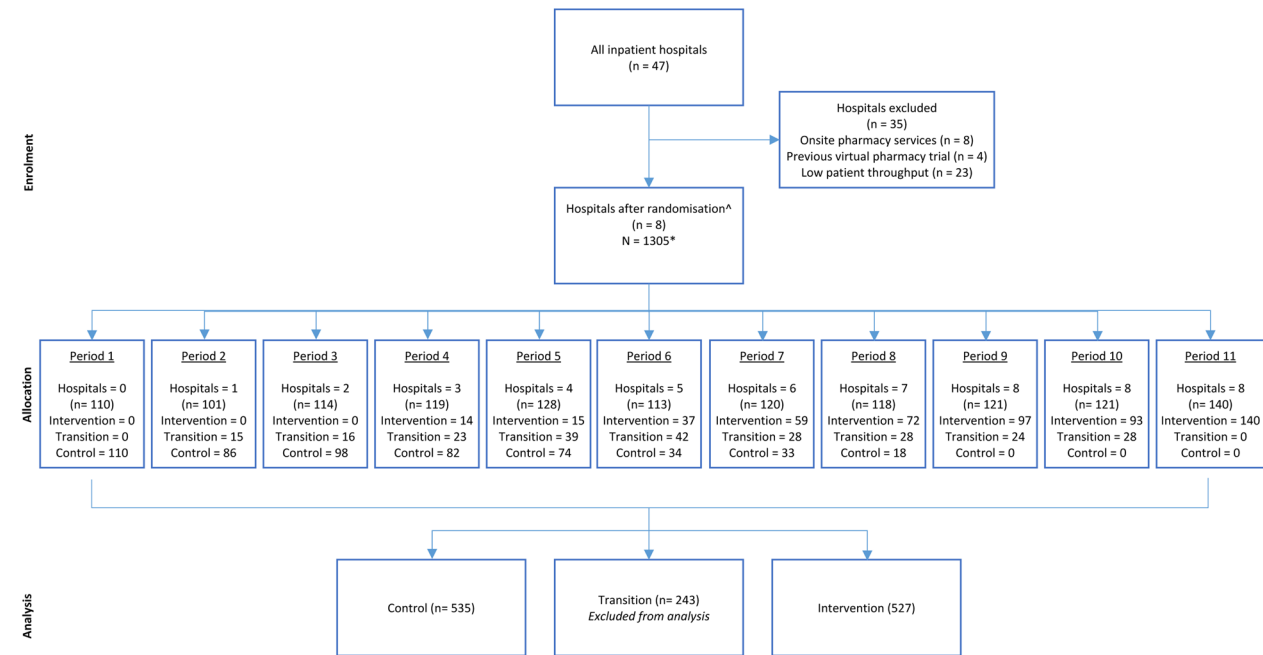 All inpatient hospitals
(n = 47)
Enrolment
Hospitals excluded
(n = 35)
Onsite pharmacy services (n = 8)
Previous virtual pharmacy trial (n = 4)
Low patient throughput (n = 23)
Hospitals after randomisation^
(n = 8)
N = 1305*
Allocation
Period 1
Hospitals = 0
(n= 110)
Intervention = 0
Transition = 0
Control = 110
Period 2
Hospitals = 1
(n= 101)
Intervention = 0
Transition = 15
Control = 86
Period 3
Hospitals = 2
(n= 114)
Intervention = 0
Transition = 16
Control = 98
Period 4
Hospitals = 3
(n= 119)
Intervention = 14
Transition = 23
Control = 82
Period 5
Hospitals = 4
(n= 128)
Intervention = 15
Transition = 39
Control = 74
Period 6
Hospitals = 5
(n= 113)
Intervention = 37
Transition = 42
Control = 34
Period 7
Hospitals = 6
(n= 120)
Intervention = 59
Transition = 28
Control = 33
Period 8
Hospitals = 7
(n= 118)
Intervention = 72
Transition = 28
Control = 18
Period 9
Hospitals = 8
(n= 121)
Intervention = 97
Transition = 24
Control = 0
Period 10
Hospitals = 8
(n= 121)
Intervention = 93
Transition = 28
Control = 0
Period 11
Hospitals = 8
(n= 140)
Intervention = 140
Transition = 0
Control = 0
Analysis
Control (n= 535)
Transition (n= 243)
Excluded from analysis
Intervention (527)